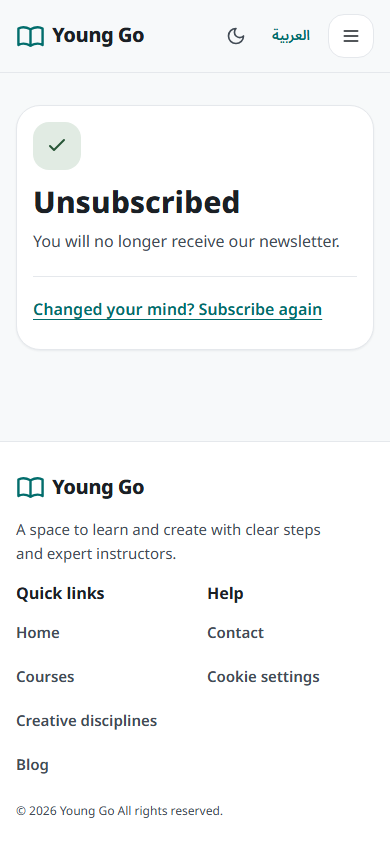 Young Go
العربية
Unsubscribed
You will no longer receive our newsletter.
Changed your mind? Subscribe again
Young Go
A space to learn and create with clear steps
and expert instructors.
Quick links
Help
Home
Contact
Courses
Cookie settings
Creative disciplines
Blog
© 2026 Young Go All rights reserved.